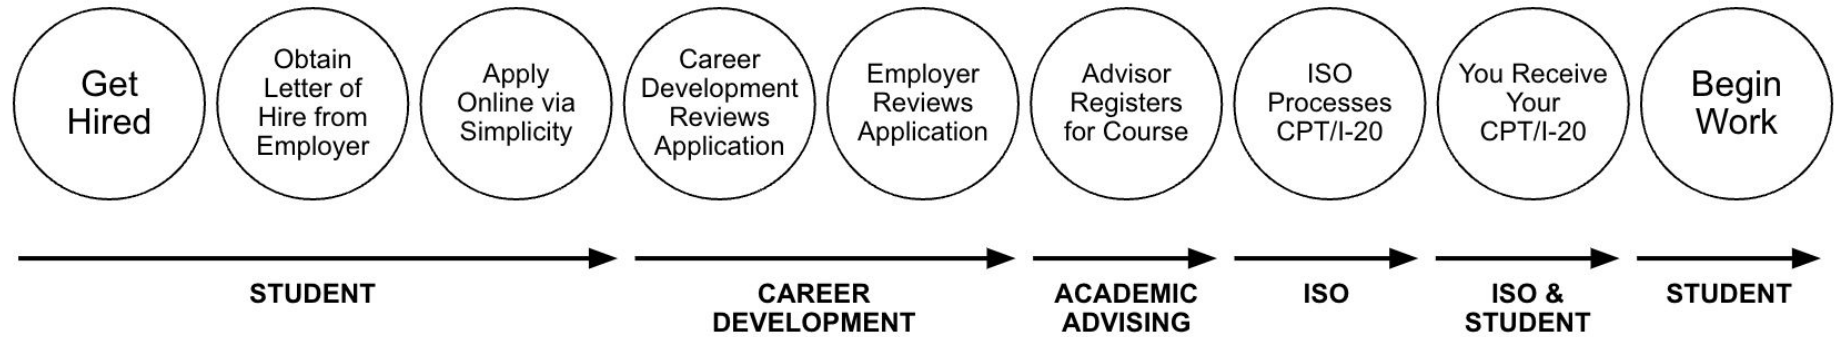 Get
Hired
Obtain
Letter of
Hire from
Employer
Apply
Online via
Simplicity
Career
Development
Reviews
Application
Employer
Reviews
Application
Advisor
Registers
for Course
ISO
Processes
CPT/I-20
You Receive
Your
CPT/I-20
Begin
Work
STUDENT
CAREER
DEVELOPMENT
ACADEMIC
ADVISING
ISO
ISO &
STUDENT
STUDENT